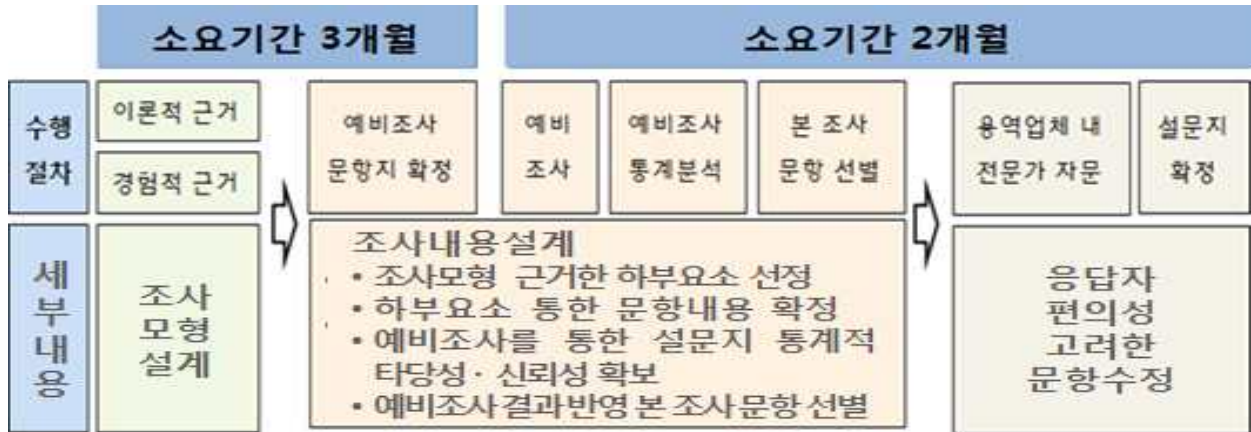 소요기간 3개월
소요기간 2개월
수행
절차
이론적 근거
경험적 근거
예비조사
문항지 확정
예비
조사
예비조사
통계분석
본 조사
문항 선별
용역업체 내
전문가 자문
설문지
확정
세
부
내
용
조사
모형
설계
조사내용설계
• 조사모형 근거한 하부요소 선정
• 하부요소 통한 문항내용 확정
• 예비조사를 통한 설문지 통계적
타당성· 신뢰성 확보
• 예비조사결과반영 본 조사문항 선별
응답자
편의성
고려한
문항수정